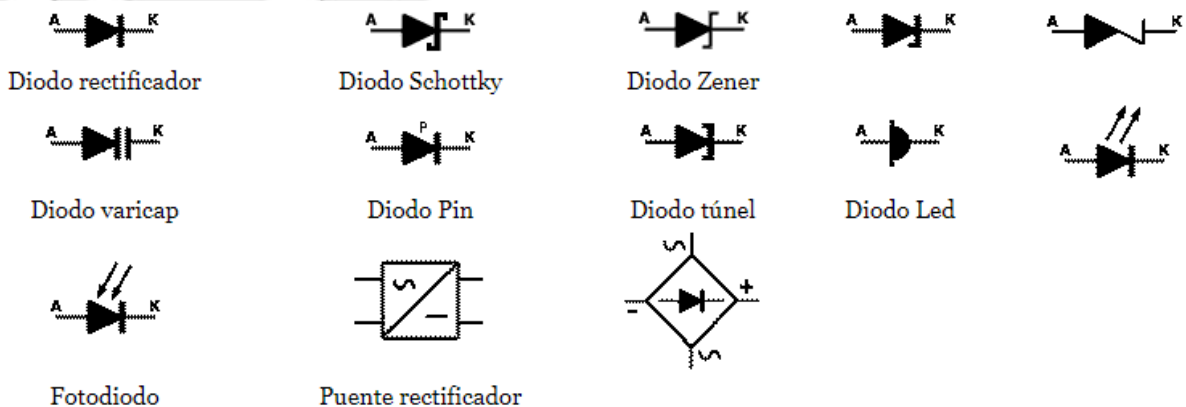 A K A K A K A K A K
Diodo rectificador Diodo Schottky Diodo Zener
A K A P K A K A K
A K
Diodo varicap Diodo Pin Diodo túnel Diodo Led
A K
+
-
Fotodiodo Puente rectificador